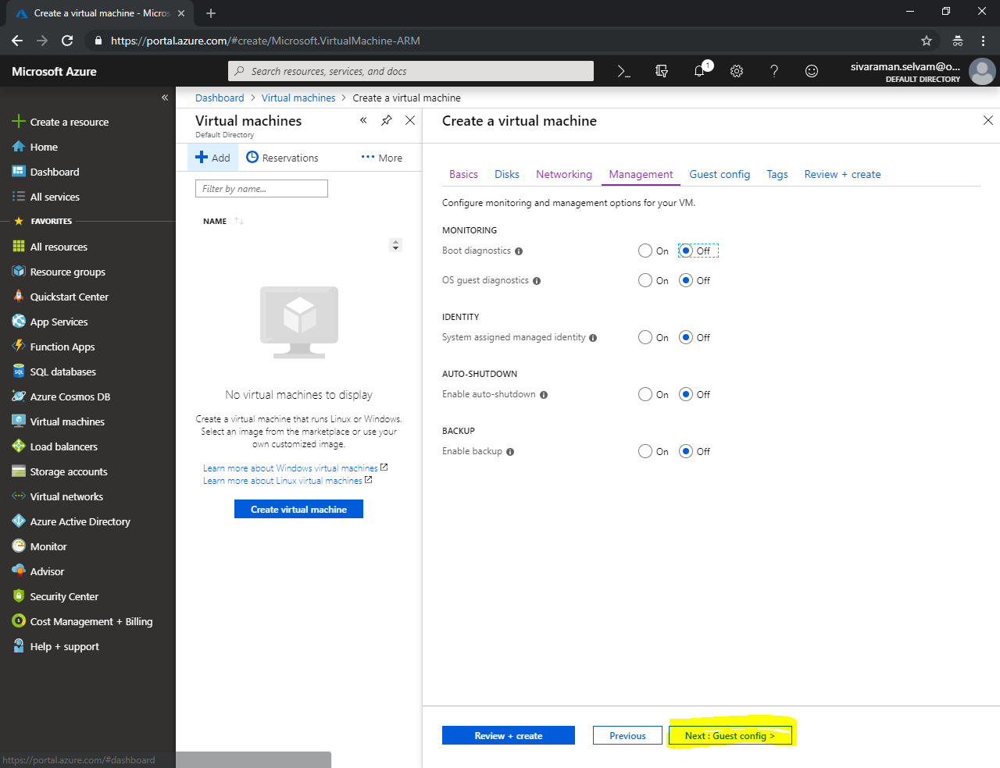 Create a virtual machine - Micros
https://portal.azure.com/#create/Microsoft.VirtualMachine-ARM
Microsoft Azure
Search resources, services, and docs
1
sivaraman.selvam@o...
DEFAULT DIRECTORY
Create a resource
Home
Dashboard
All services
FAVORITES
All resources
Resource groups
Quickstart Center
App Services
Function Apps
SQL databases
Azure Cosmos DB
Virtual machines
Load balancers
Storage accounts
Virtual networks
Azure Active Directory
Monitor
Advisor
Security Center
Cost Management + Billing
Help + support
https://portal.azure.com/#dashboard
Dashboard > Virtual machines > Create a virtual machine
Virtual machines
Default Directory
Add
Reservations
More
Filter by name...
NAME
No virtual machines to display
Create a virtual machine that runs Linux or Windows.
Select an image from the marketplace or use your
own customized image.
Learn more about Windows virtual machines
Learn more about Linux virtual machines
Create virtual machine
Create a virtual machine
Basics Disks Networking Management Guest config Tags Review + create
Configure monitoring and management options for your VM.
MONITORING
Boot diagnostics On Off
OS guest diagnostics On Off
IDENTITY
System assigned managed identity On Off
AUTO-SHUTDOWN
Enable auto-shutdown On Off
BACKUP
Enable backup On Off
Review + create Previous Next : Guest config >